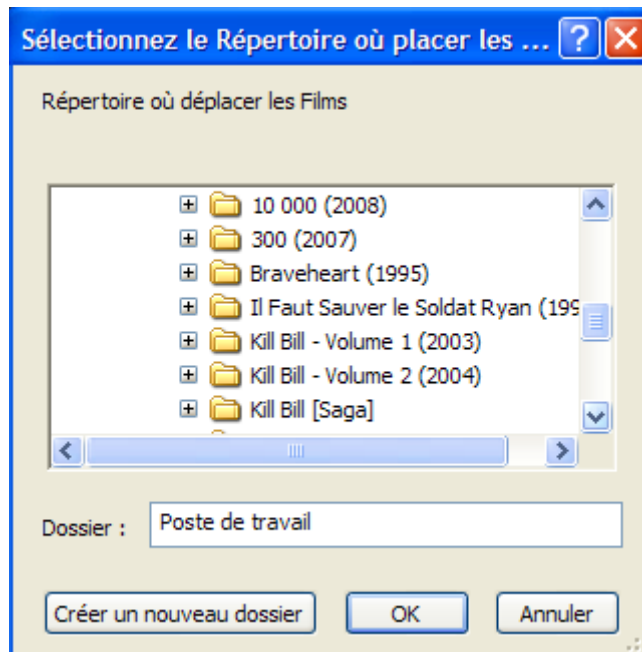 Sélectionnez le Répertoire où placer les ...
Répertoire où déplacer les Films
10 000 (2008)
300 (2007)
Braveheart (1995)
Il Faut Sauver le Soldat Ryan (199
Kill Bill - Volume 1 (2003)
Kill Bill - Volume 2 (2004)
Kill Bill [Saga]
Dossier : Poste de travail
Créer un nouveau dossier OK Annuler